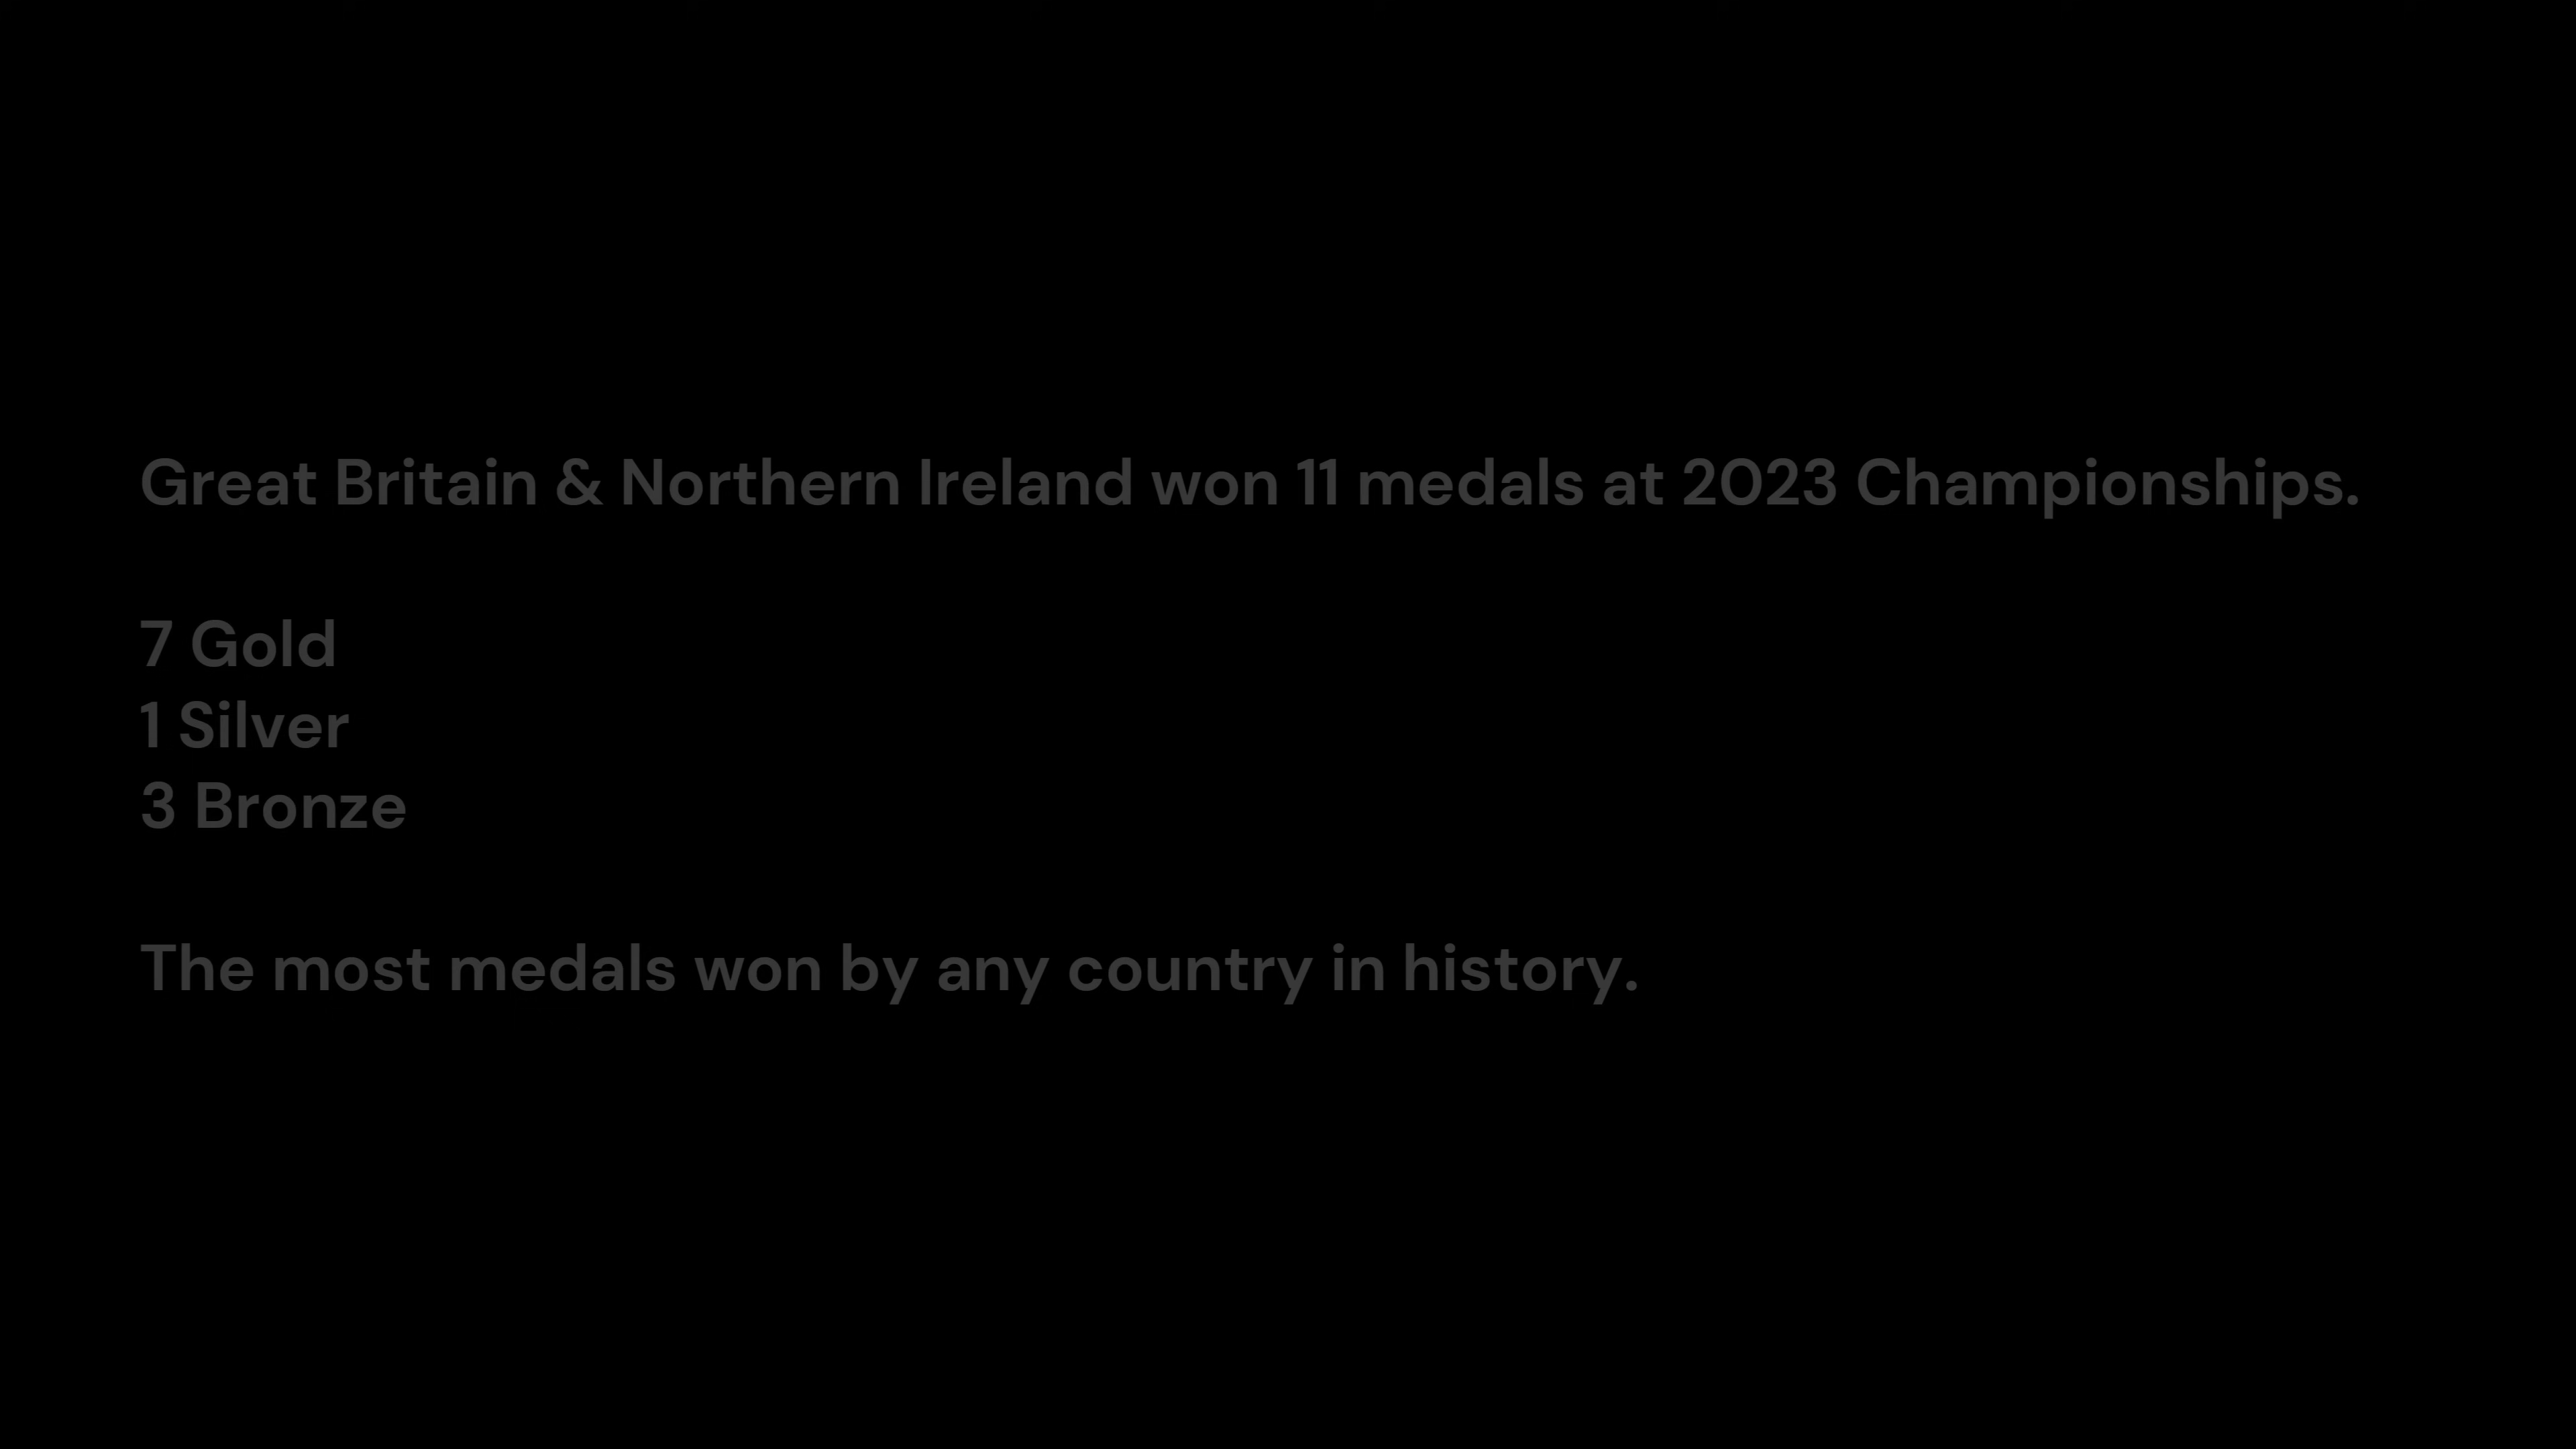 Great Britain & Northern Ireland won 11 medals at 2023 Championships.
7 Gold
1 Silver
3 Bronze
The most medals won by any country in history.